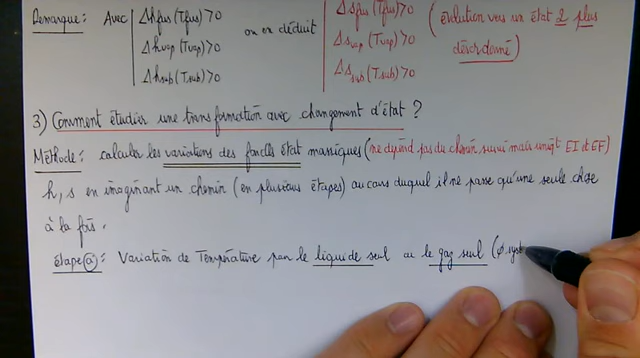 Remarque : Avec Δhfus (Tfus) >0 ou en déduit Δsfus (Tfus) >0 (évolution vers un état 2 plus
Δhvap (Tvap) >0 Δsvap (Tvap) >0 désordonné)
Δhsub (Tsub) >0 Δssub (Tsub) >0
3) Comment étudier une transformation avec changement d'état ?
Méthode : calculer les variations des fonctions état massiques (ne dépend pas du chemin suivi mais uniqt EI et EF)
h, s en imaginant un chemin (en plusieurs étapes) au cours duquel il ne passe qu'une seule chose
à la fois.
étape (a) : Variation de Température par le liquide seul ou le gaz seul (φ syst